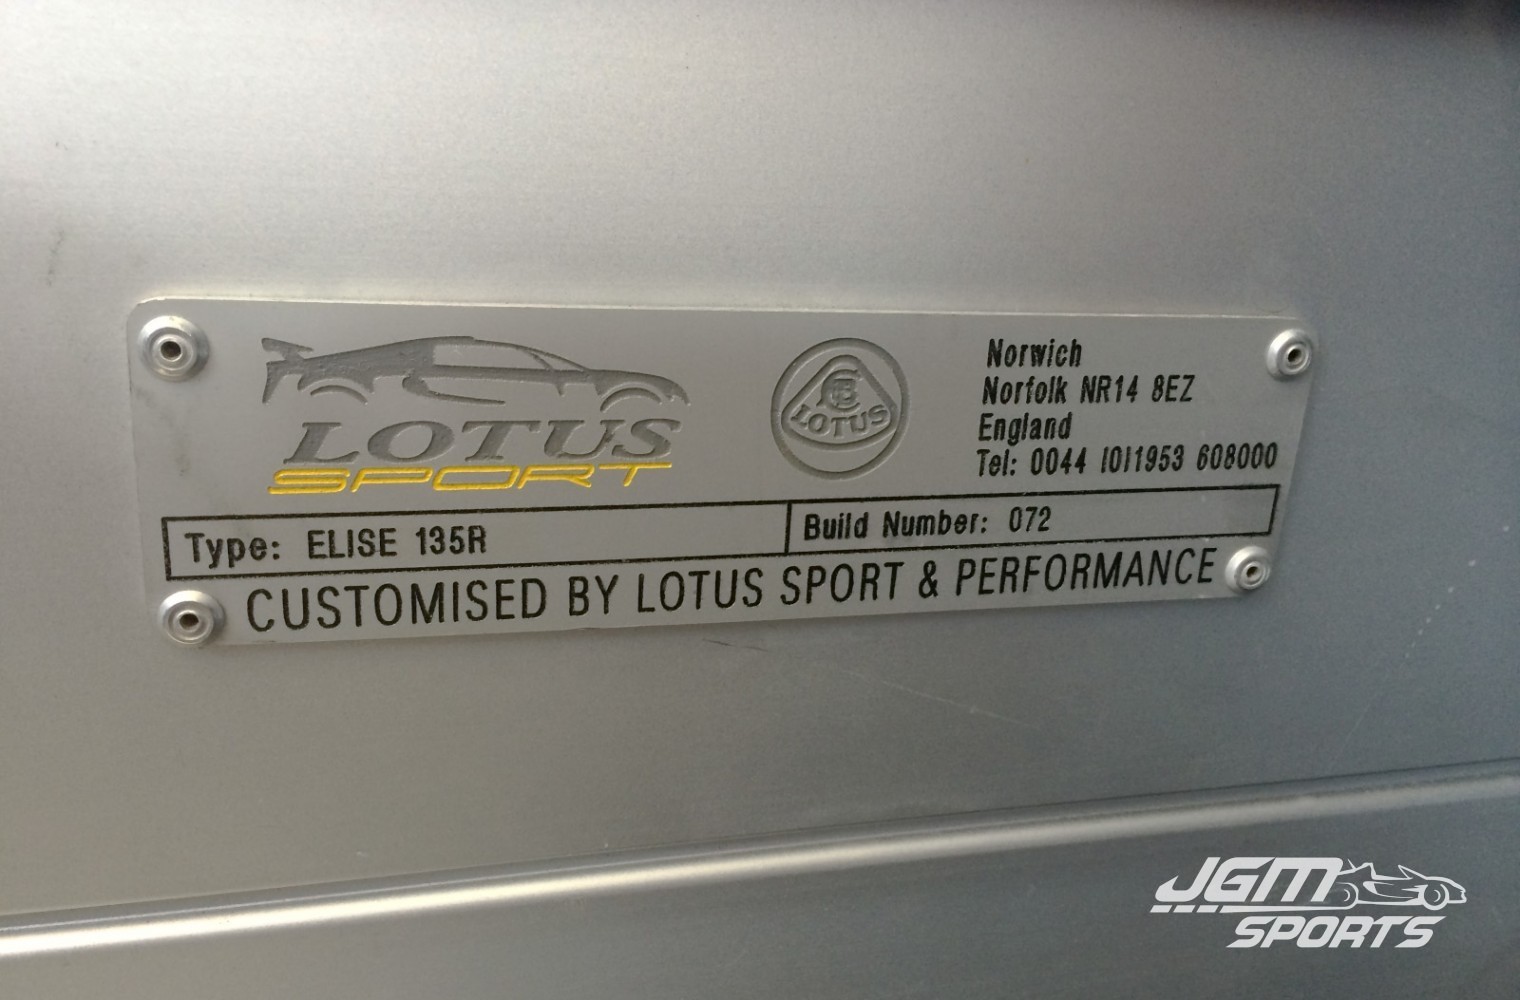 LOTUS
SPORT
LOTUS
Norwich
Norfolk NR14 8EZ
England
Tel: 0044 (0)1953 608000
Type: ELISE 135R
Build Number: 072
CUSTOMISED BY LOTUS SPORT & PERFORMANCE
JGM
SPORTS